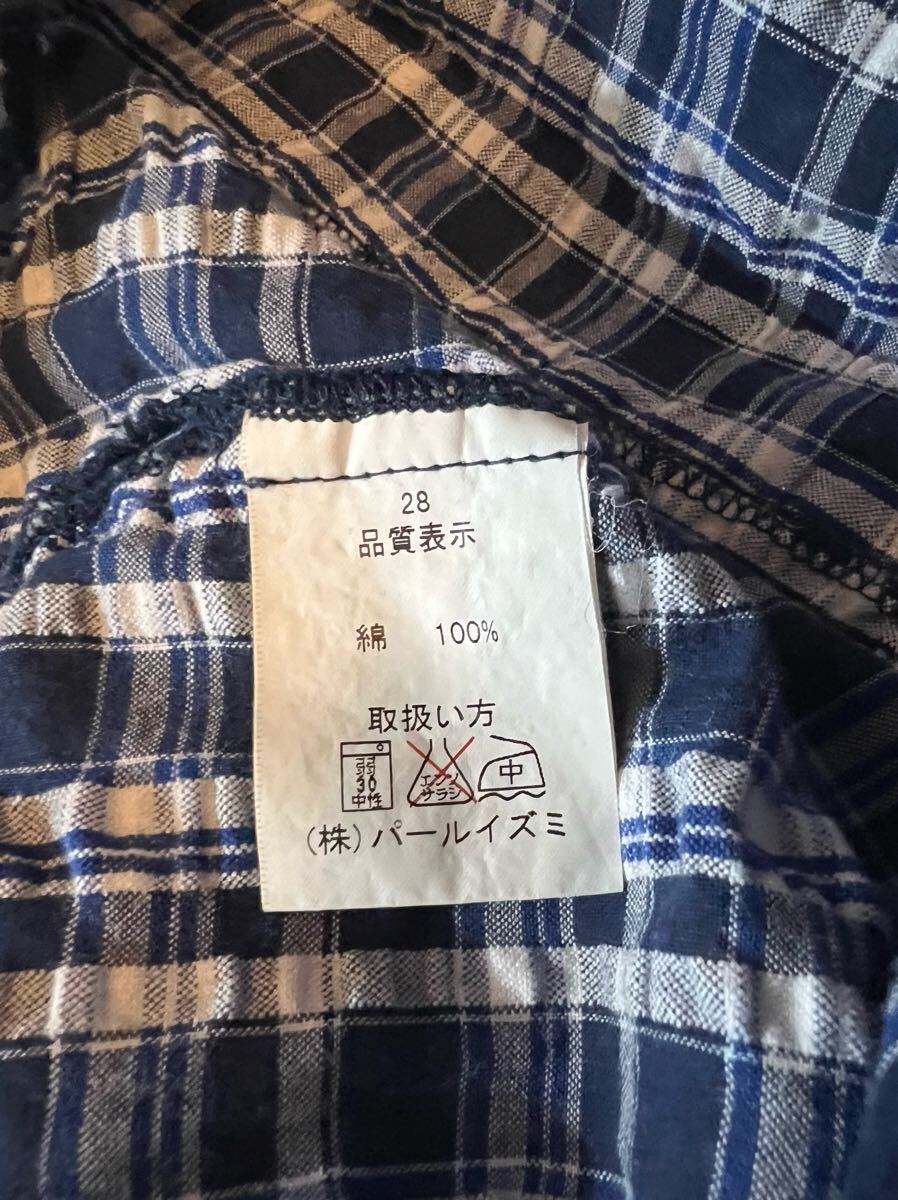 28
品質表示
綿 100%
取扱い方
弱
30
中性
エンソ
サラシ
中
(株)パールイズミ